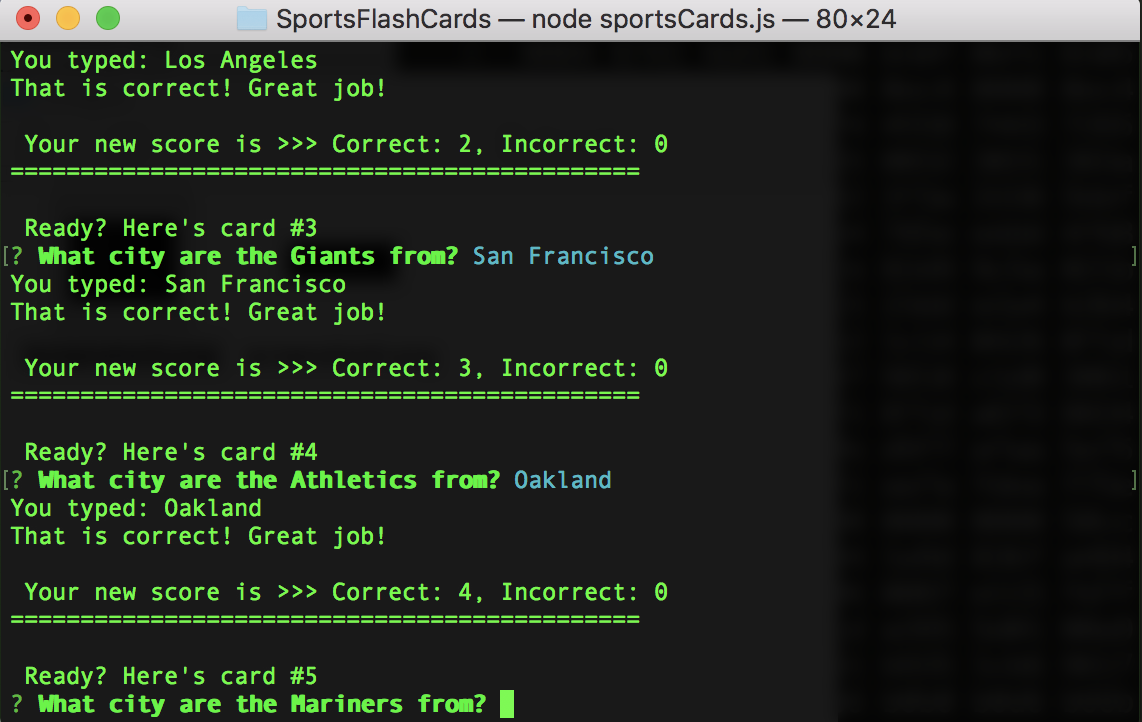 SportsFlashCards — node sportsCards.js — 80×24
You typed: Los Angeles
That is correct! Great job!
Your new score is >>> Correct: 2, Incorrect: 0
=============================================
Ready? Here's card #3
[? What city are the Giants from? San Francisco ]
You typed: San Francisco
That is correct! Great job!
Your new score is >>> Correct: 3, Incorrect: 0
=============================================
Ready? Here's card #4
[? What city are the Athletics from? Oakland ]
You typed: Oakland
That is correct! Great job!
Your new score is >>> Correct: 4, Incorrect: 0
=============================================
Ready? Here's card #5
? What city are the Mariners from?